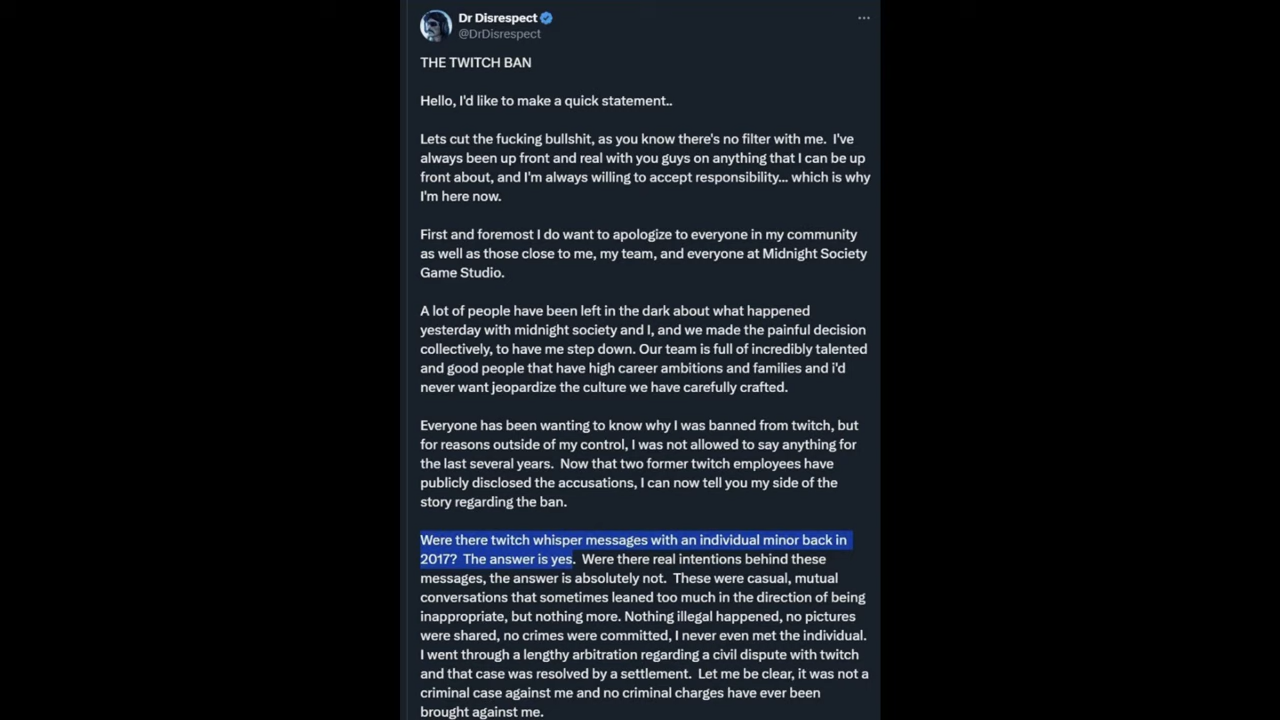 Dr Disrespect
@DrDisrespect
THE TWITCH BAN
Hello, I'd like to make a quick statement..
Lets cut the fucking bullshit, as you know there's no filter with me.  I've
always been up front and real with you guys on anything that I can be up
front about, and I'm always willing to accept responsibility... which is why
I'm here now.
First and foremost I do want to apologize to everyone in my community
as well as those close to me, my team, and everyone at Midnight Society
Game Studio.
A lot of people have been left in the dark about what happened
yesterday with midnight society and I, and we made the painful decision
collectively, to have me step down. Our team is full of incredibly talented
and good people that have high career ambitions and families and i'd
never want jeopardize the culture we have carefully crafted.
Everyone has been wanting to know why I was banned from twitch, but
for reasons outside of my control, I was not allowed to say anything for
the last several years.  Now that two former twitch employees have
publicly disclosed the accusations, I can now tell you my side of the
story regarding the ban.
Were there twitch whisper messages with an individual minor back in
2017?  The answer is yes.  Were there real intentions behind these
messages, the answer is absolutely not.  These were casual, mutual
conversations that sometimes leaned too much in the direction of being
inappropriate, but nothing more. Nothing illegal happened, no pictures
were shared, no crimes were committed, I never even met the individual.
I went through a lengthy arbitration regarding a civil dispute with twitch
and that case was resolved by a settlement.  Let me be clear, it was not a
criminal case against me and no criminal charges have ever been
brought against me.